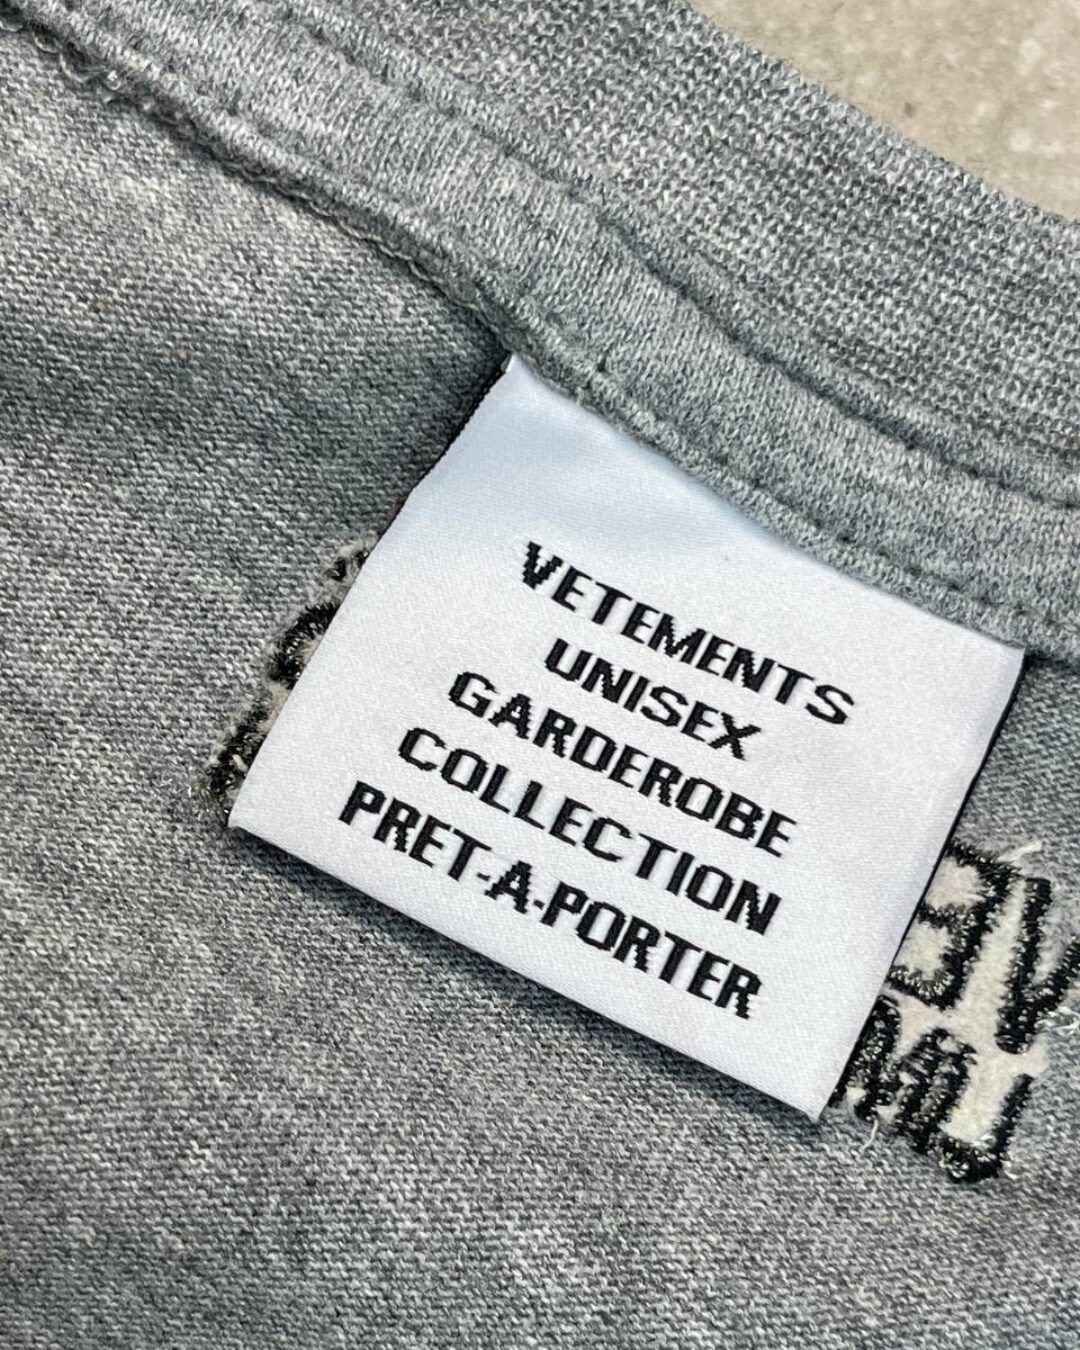 VETEMENTS
UNISEX
GARDEROBE
COLLECTION
PRET-A-PORTER